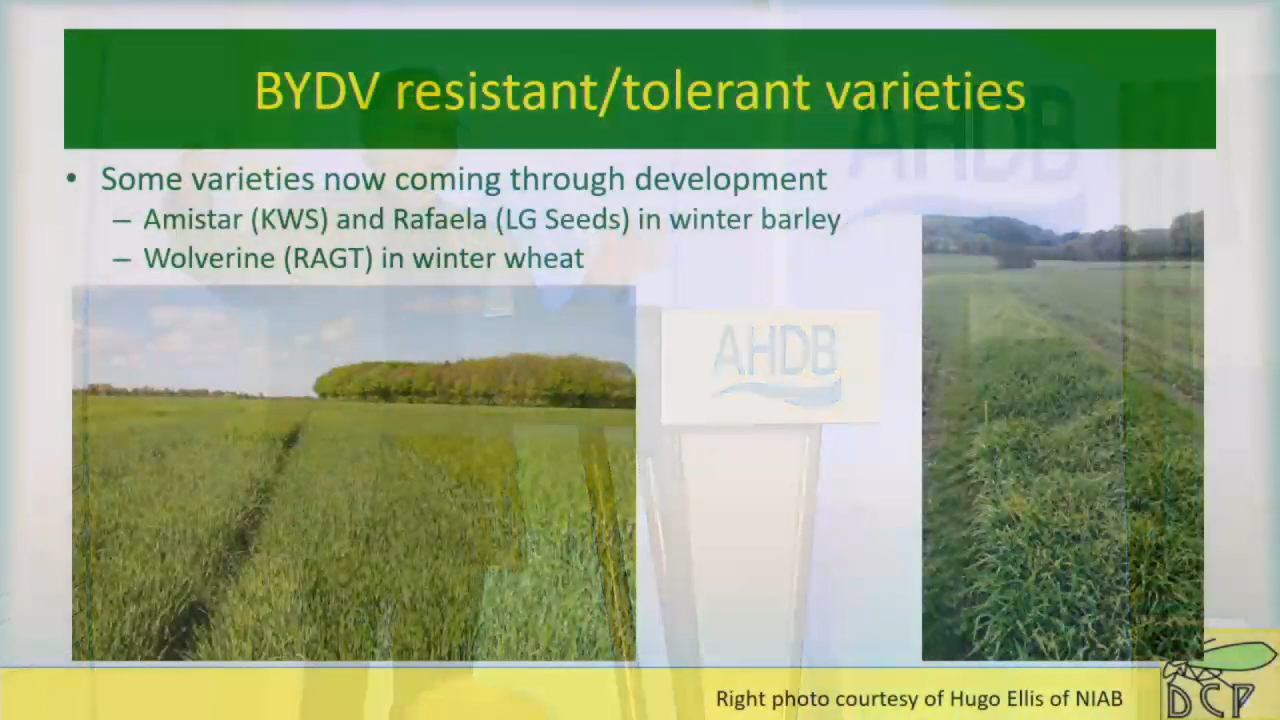 BYDV resistant/tolerant varieties
AHDB
• Some varieties now coming through development
– Amistar (KWS) and Rafaela (LG Seeds) in winter barley
– Wolverine (RAGT) in winter wheat
AHDB
Right photo courtesy of Hugo Ellis of NIAB
DCP